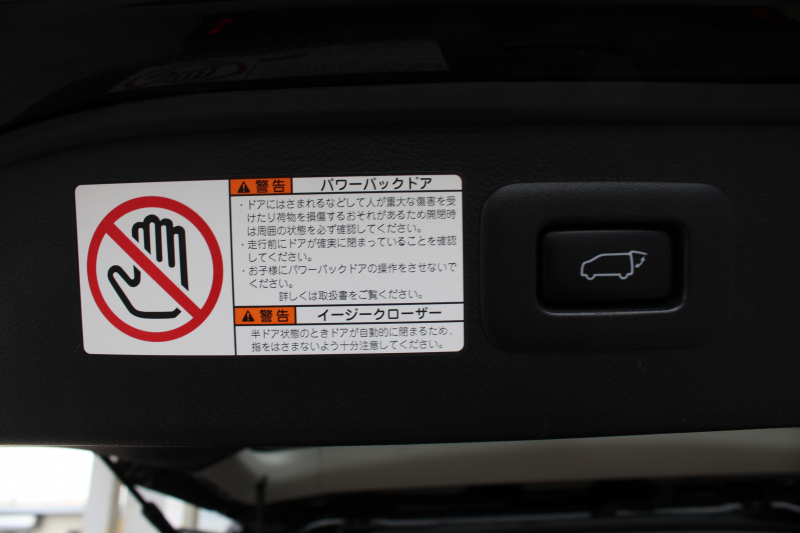 警告 パワーバックドア
・ドアにはさまれるなどして人が重大な傷害を受
けたり荷物を損傷するおそれがあるため開閉時
は周囲の状態を必ず確認してください。
・走行前にドアが確実に閉まっていることを確認
してください。
・お子様にパワーバックドアの操作をさせないで
ください。
詳しくは取扱書をご覧ください。
警告 イージークローザー
半ドア状態のときドアが自動的に閉まるため、
指をはさまないよう十分注意してください。